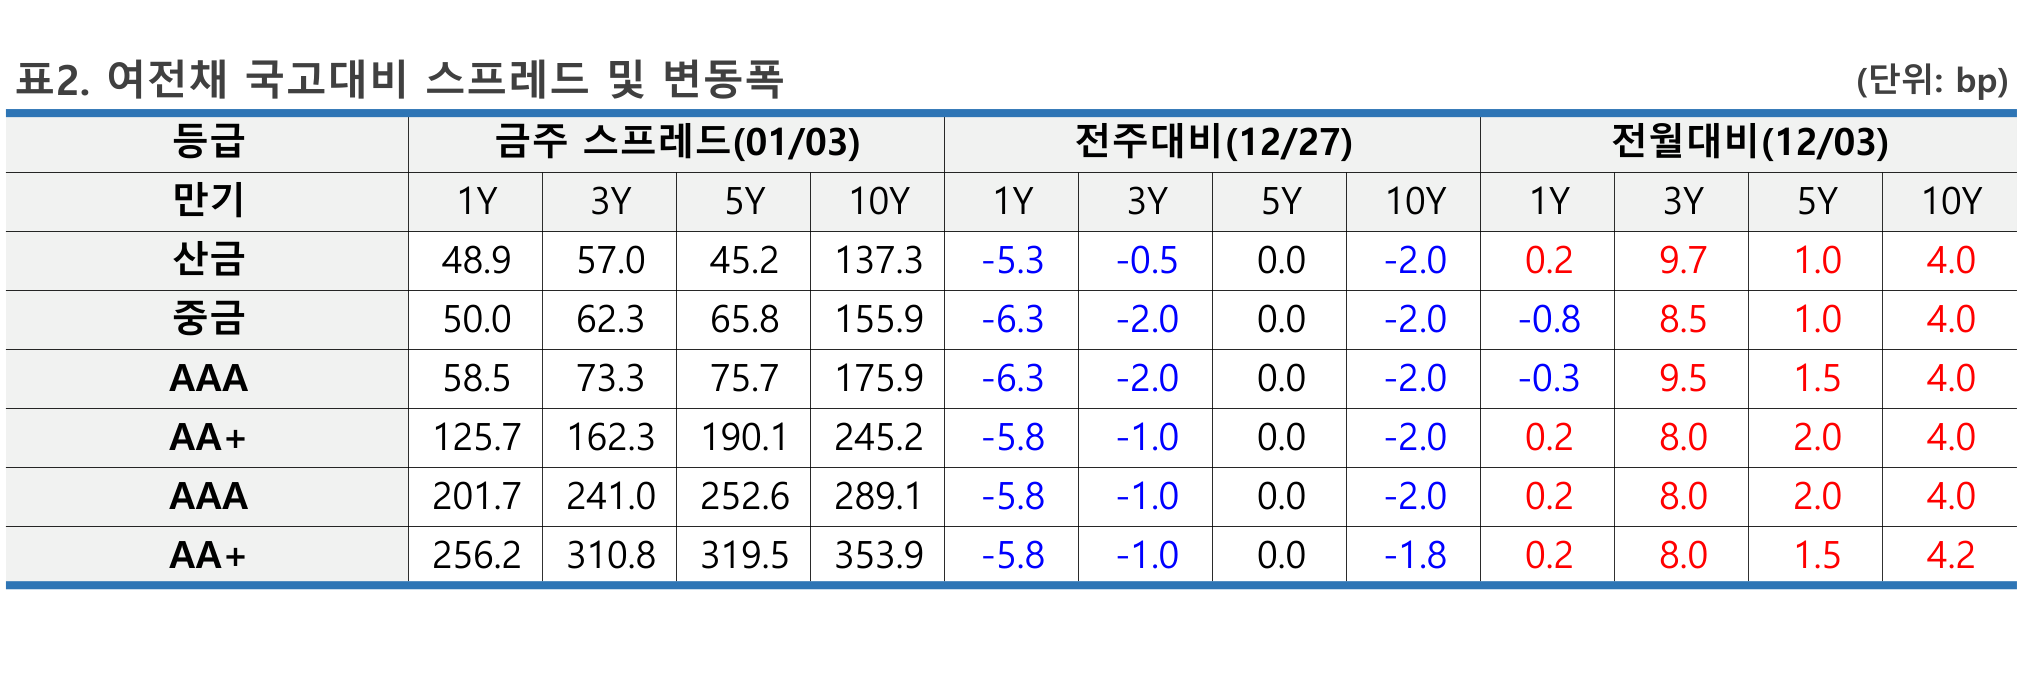 표2. 여전채 국고대비 스프레드 및 변동폭 (단위: bp)
등급 금주 스프레드(01/03) 전주대비(12/27) 전월대비(12/03)
만기 1Y 3Y 5Y 10Y 1Y 3Y 5Y 10Y 1Y 3Y 5Y 10Y
산금 48.9 57.0 45.2 137.3 -5.3 -0.5 0.0 -2.0 0.2 9.7 1.0 4.0
중금 50.0 62.3 65.8 155.9 -6.3 -2.0 0.0 -2.0 -0.8 8.5 1.0 4.0
AAA 58.5 73.3 75.7 175.9 -6.3 -2.0 0.0 -2.0 -0.3 9.5 1.5 4.0
AA+ 125.7 162.3 190.1 245.2 -5.8 -1.0 0.0 -2.0 0.2 8.0 2.0 4.0
AAA 201.7 241.0 252.6 289.1 -5.8 -1.0 0.0 -2.0 0.2 8.0 2.0 4.0
AA+ 256.2 310.8 319.5 353.9 -5.8 -1.0 0.0 -1.8 0.2 8.0 1.5 4.2